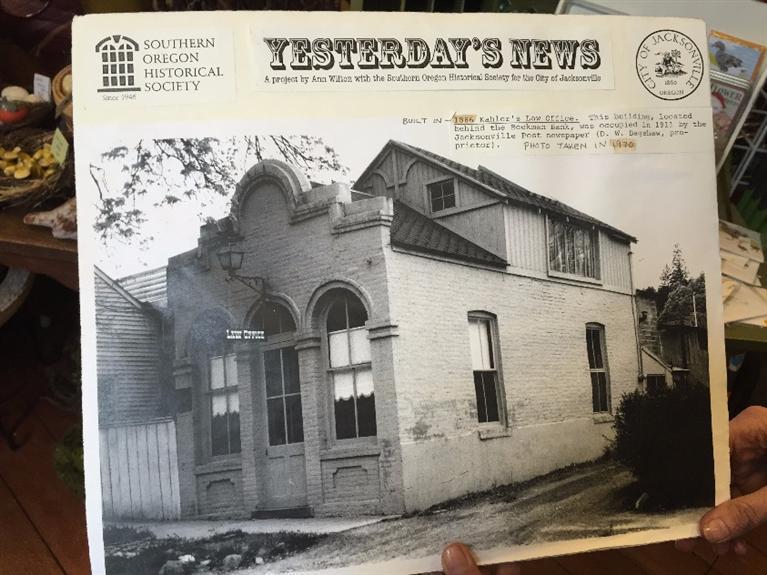 SOUTHERN
OREGON
HISTORICAL
SOCIETY
Since 1946
YESTERDAY'S NEWS
A project by Ann Wilton with the Southern Oregon Historical Society for the City of Jacksonville
CITY OF JACKSONVILLE
1860
OREGON
BUILT IN - 1886 Kahler's Law Office. This building, located
behind the Beekman Bank, was occupied in 1911 by the
Jacksonville Post newspaper (D. W. Bagshaw, pro-
prietor). PHOTO TAKEN IN 1970
LAW OFFICE